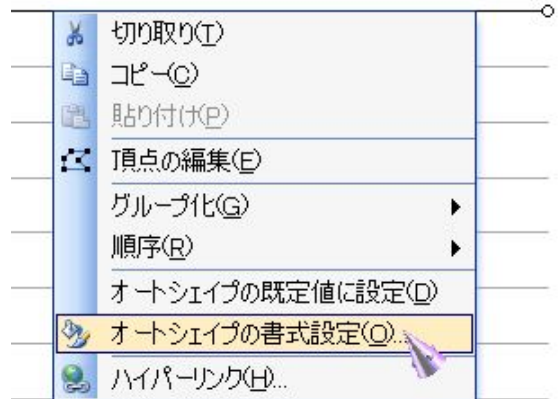 切り取り(T)
コピー(C)
貼り付け(P)
頂点の編集(E)
グループ化(G)
順序(R)
オートシェイプの既定値に設定(D)
オートシェイプの書式設定(O)...
ハイパーリンク(H)...